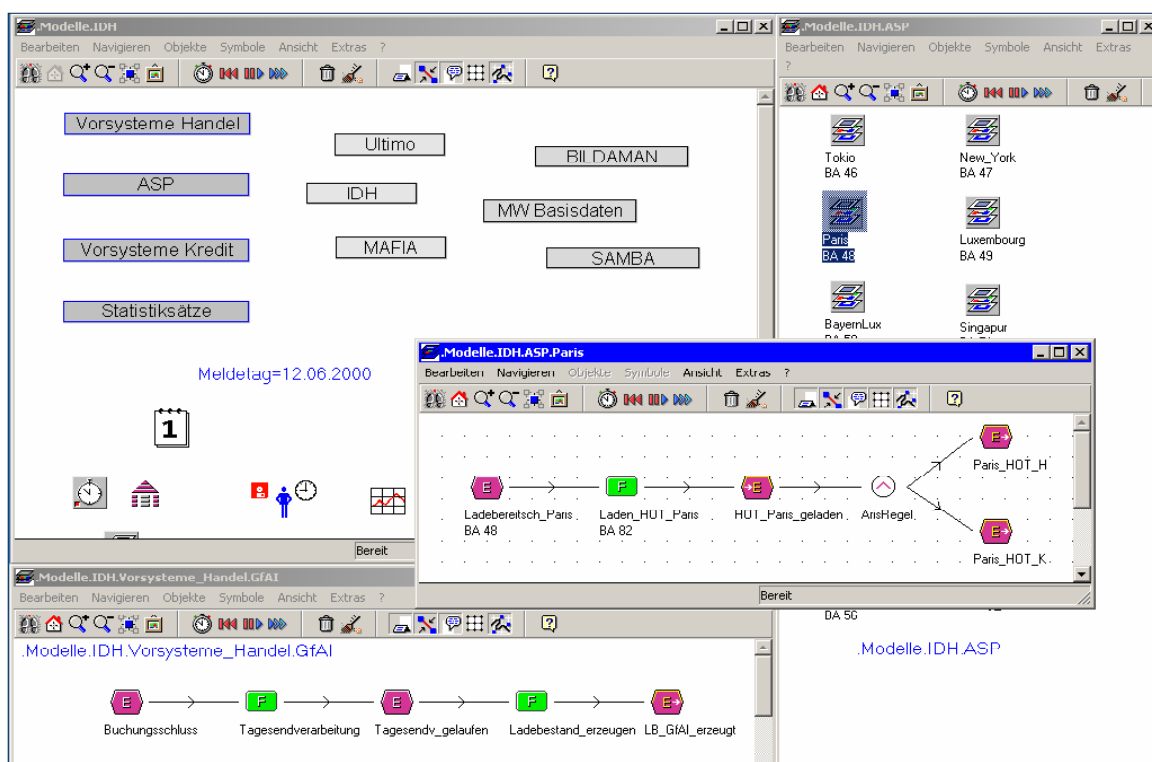 .Modelle.IDH
Bearbeiten Navigieren Objekte Symbole Ansicht Extras ?
Vorsysteme Handel
Ultimo
BILDAMAN
ASP
IDH
MW Basisdaten
Vorsysteme Kredit
MAFIA
SAMBA
Statistiksätze
Meldetag=12.06.2000
1
Bereit
.Modelle.IDH.ASP
Bearbeiten Navigieren Objekte Symbole Ansicht Extras
?
Tokio
BA 46
New_York
BA 47
Paris
BA 48
Luxembourg
BA 49
BayernLux
Singapur
BA 56
.Modelle.IDH.ASP
.Modelle.IDH.ASP.Paris
Bearbeiten Navigieren Objekte Symbole Ansicht Extras ?
E
F
E
E
E
Paris_HOT_H
Ladebereitsch_Paris
BA 48
Laden_HOT_Paris
BA 82
HOT_Paris_geladen
ArisRegel
Paris_HOT_K
Bereit
.Modelle.IDH.Vorsysteme_Handel.GfAI
Bearbeiten Navigieren Objekte Symbole Ansicht Extras ?
.Modelle.IDH.Vorsysteme_Handel.GfAI
E
F
E
F
E
Buchungsschluss
Tagesendverarbeitung
Tagesendv_gelaufen
Ladebestand_erzeugen
LB_GfAI_erzeugt